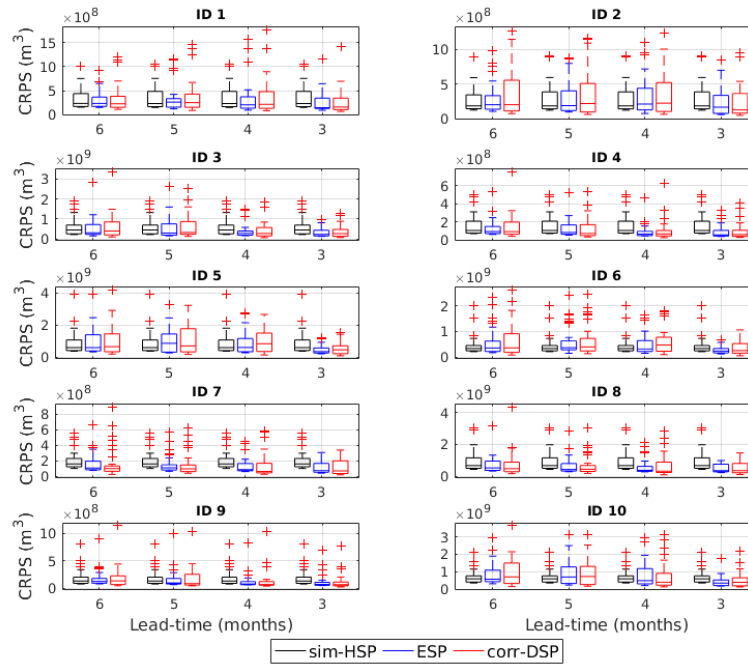 ID 1
×10^8
CRPS (m^3)
15
10
5
0
6 5 4 3
ID 2
×10^8
10
5
0
6 5 4 3
ID 3
×10^9
CRPS (m^3)
3
2
1
0
6 5 4 3
ID 4
×10^8
6
4
2
0
6 5 4 3
ID 5
×10^9
CRPS (m^3)
4
2
0
6 5 4 3
ID 6
×10^9
2
1
0
6 5 4 3
ID 7
×10^8
CRPS (m^3)
8
6
4
2
0
6 5 4 3
ID 8
×10^9
4
2
0
6 5 4 3
ID 9
×10^8
CRPS (m^3)
10
5
0
6 5 4 3
Lead-time (months)
ID 10
×10^9
3
2
1
0
6 5 4 3
Lead-time (months)
sim-HSP ESP corr-DSP